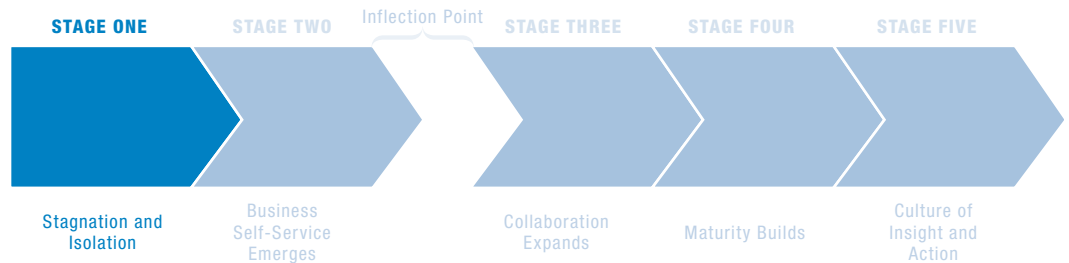 STAGE ONE
STAGE TWO
Inflection Point
STAGE THREE
STAGE FOUR
STAGE FIVE
Stagnation and
Isolation
Business
Self-Service
Emerges
Collaboration
Expands
Maturity Builds
Culture of
Insight and
Action